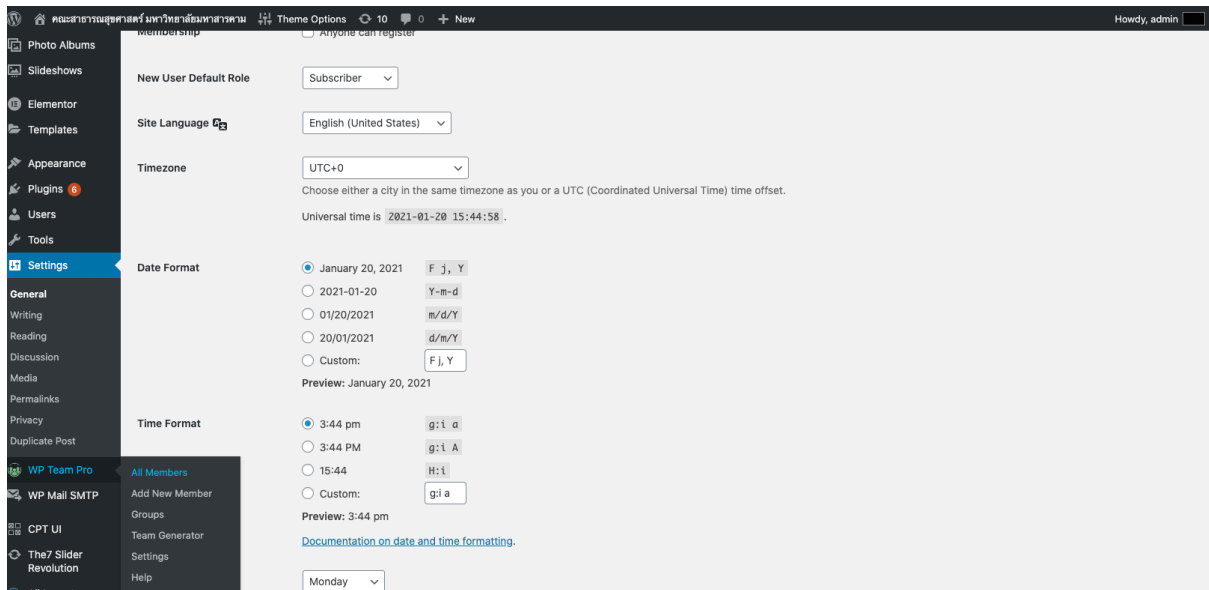 คณะสาธารณสุขศาสตร์ มหาวิทยาลัยมหาสารคาม Theme Options 10 0 + New Howdy, admin
Photo Albums
Slideshows
Elementor
Templates
Appearance
Plugins 6
Users
Tools
Settings
General
Writing
Reading
Discussion
Media
Permalinks
Privacy
Duplicate Post
WP Team Pro
WP Mail SMTP
CPT UI
The7 Slider
Revolution
All Members
Add New Member
Groups
Team Generator
Settings
Help
Membership Anyone can register
New User Default Role Subscriber
Site Language English (United States)
Timezone UTC+0
Choose either a city in the same timezone as you or a UTC (Coordinated Universal Time) time offset.
Universal time is 2021-01-20 15:44:58 .
Date Format January 20, 2021 F j, Y
2021-01-20 Y-m-d
01/20/2021 m/d/Y
20/01/2021 d/m/Y
Custom: F j, Y
Preview: January 20, 2021
Time Format 3:44 pm g:i a
3:44 PM g:i A
15:44 H:i
Custom: g:i a
Preview: 3:44 pm
Documentation on date and time formatting.
Monday